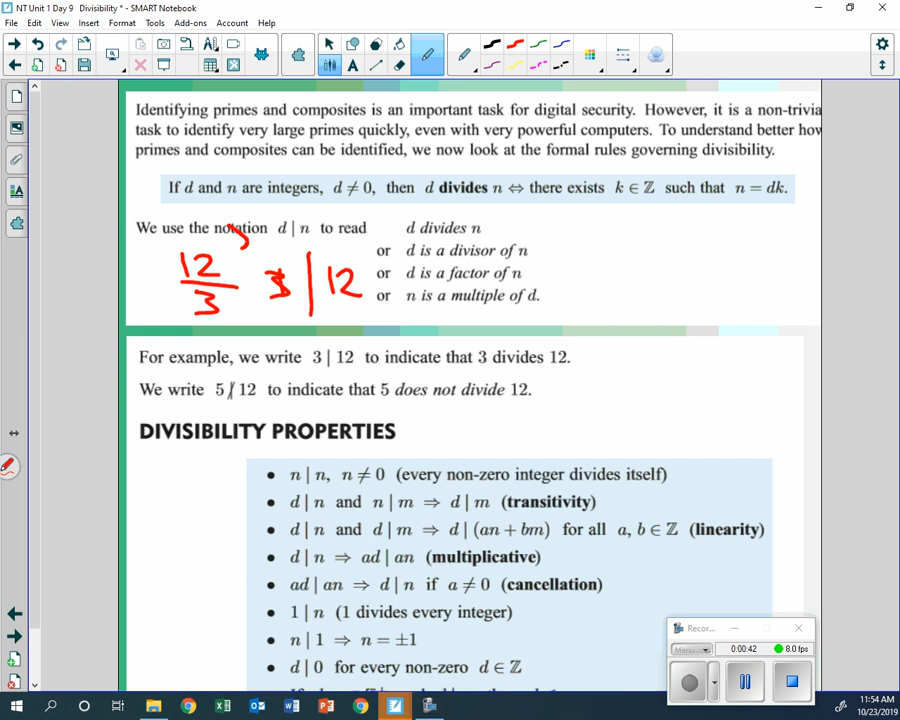 NT Unit 1 Day 9 Divisibility * - SMART Notebook
File Edit View Insert Format Tools Add-ons Account Help
Identifying primes and composites is an important task for digital security. However, it is a non-trivia
task to identify very large primes quickly, even with very powerful computers. To understand better how
primes and composites can be identified, we now look at the formal rules governing divisibility.
If d and n are integers, d ≠ 0, then d divides n ⇔ there exists k ∈ ℤ such that n = dk.
We use the notation d | n to read d divides n
or d is a divisor of n
or d is a factor of n
or n is a multiple of d.
12
3
3 | 12
For example, we write 3 | 12 to indicate that 3 divides 12.
We write 5 ∤ 12 to indicate that 5 does not divide 12.
DIVISIBILITY PROPERTIES
• n | n, n ≠ 0 (every non-zero integer divides itself)
• d | n and n | m ⇒ d | m (transitivity)
• d | n and d | m ⇒ d | (an + bm) for all a, b ∈ ℤ (linearity)
• d | n ⇒ ad | an (multiplicative)
• ad | an ⇒ d | n if a ≠ 0 (cancellation)
• 1 | n (1 divides every integer)
• n | 1 ⇒ n = ±1
• d | 0 for every non-zero d ∈ ℤ
Recor...
Menu
0:00:42
8.0 fps
11:54 AM
10/23/2019